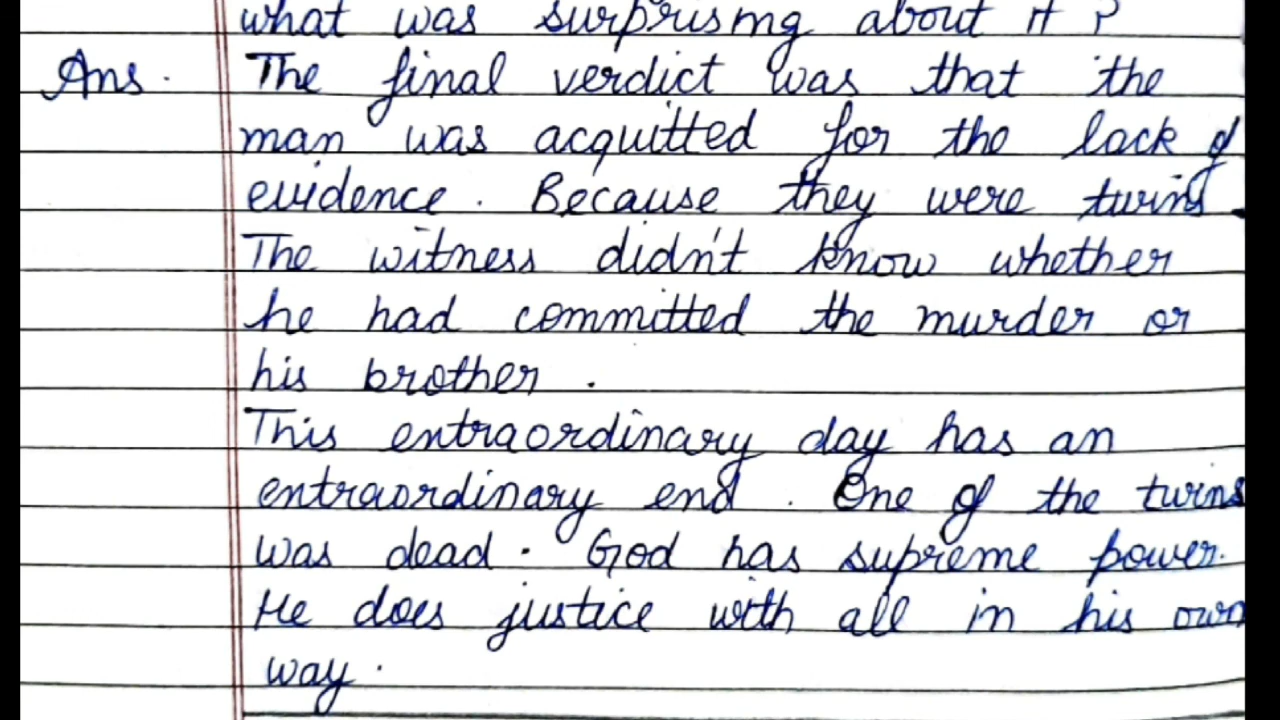 what was surprising about it ?
Ans. The final verdict was that the
man was acquitted for the lack of
evidence. Because they were twins.
The witness didn't know whether
he had committed the murder or
his brother.
This entraordinary day has an
entraordinary end. One of the twins
was dead. God has supreme power.
He does justice with all in his own
way.